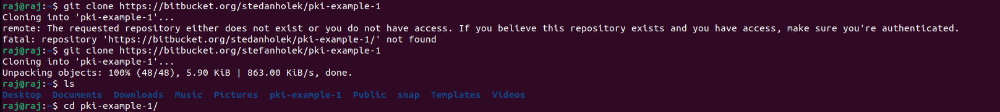 raj@raj:~$ git clone https://bitbucket.org/stedanholek/pki-example-1
Cloning into 'pki-example-1'...
remote: The requested repository either does not exist or you do not have access. If you believe this repository exists and you have access, make sure you're authenticated.
fatal: repository 'https://bitbucket.org/stedanholek/pki-example-1/' not found
raj@raj:~$ git clone https://bitbucket.org/stefanholek/pki-example-1
Cloning into 'pki-example-1'...
Unpacking objects: 100% (48/48), 5.90 KiB | 863.00 KiB/s, done.
raj@raj:~$ ls
Desktop  Documents  Downloads  Music  Pictures  pki-example-1  Public  snap  Templates  Videos
raj@raj:~$ cd pki-example-1/